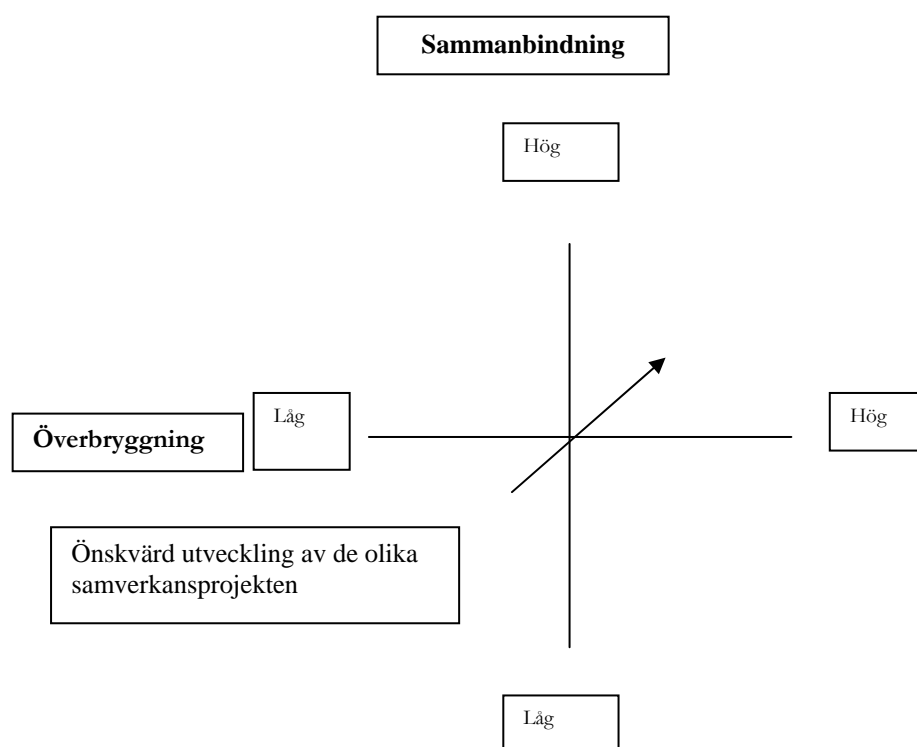 Sammanbindning
Hög
Låg
Hög
Överbryggning
Önskvärd utveckling av de olika
samverkansprojekten
Låg